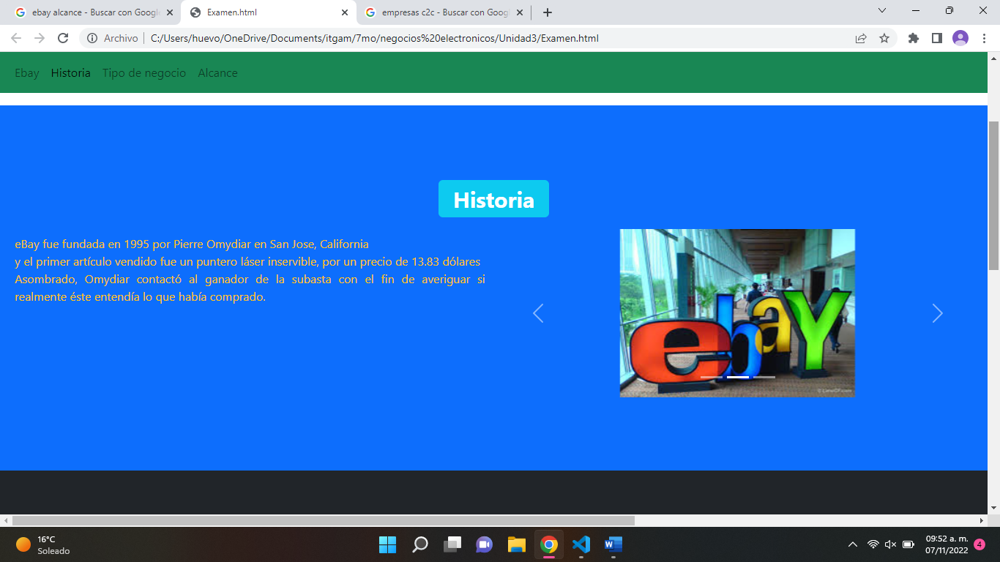 ebay alcance - Buscar con Googl
Examen.html
empresas c2c - Buscar con Googl
Archivo
C:/Users/huevo/OneDrive/Documents/itgam/7mo/negocios%20electronicos/Unidad3/Examen.html
Ebay Historia Tipo de negocio Alcance
Historia
eBay fue fundada en 1995 por Pierre Omydiar en San Jose, California
y el primer artículo vendido fue un puntero láser inservible, por un precio de 13.83 dólares
Asombrado, Omydiar contactó al ganador de la subasta con el fin de averiguar si
realmente éste entendía lo que había comprado.
ebaY
16°C
Soleado
09:52 a. m.
07/11/2022
4